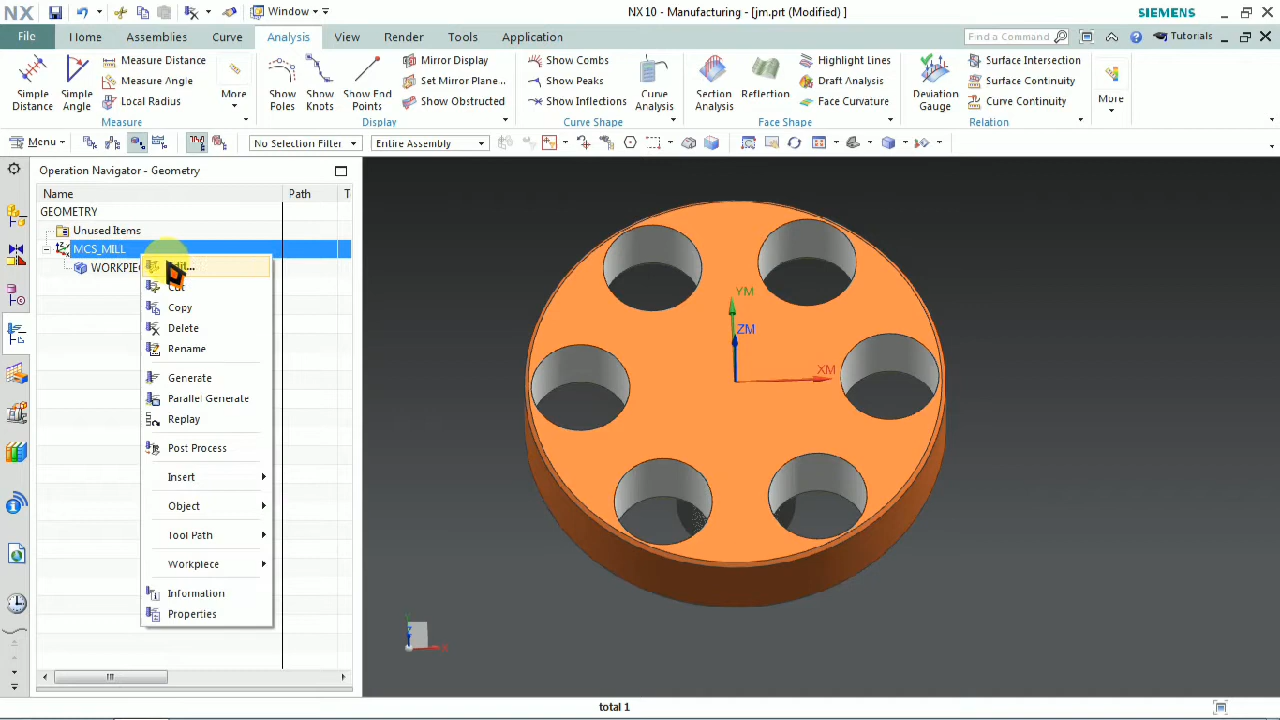 NX
Window
NX 10 - Manufacturing - [jm.prt (Modified) ]
SIEMENS
File
Home
Assemblies
Curve
Analysis
View
Render
Tools
Application
Find a Command
Tutorials
Simple Distance
Simple Angle
Measure Distance
Measure Angle
Local Radius
More
Measure
Show Poles
Show Knots
Show End Points
Mirror Display
Set Mirror Plane...
Show Obstructed
Display
Show Combs
Show Peaks
Show Inflections
Curve Analysis
Curve Shape
Section Analysis
Reflection
Highlight Lines
Draft Analysis
Face Curvature
Face Shape
Deviation Gauge
Surface Intersection
Surface Continuity
Curve Continuity
Relation
More
Menu
No Selection Filter
Entire Assembly
Operation Navigator - Geometry
Name
Path
T
GEOMETRY
Unused Items
MCS_MILL
WORKPIE
Cut
Copy
Delete
Rename
Generate
Parallel Generate
Replay
Post Process
Insert
Object
Tool Path
Workpiece
Information
Properties
YM
ZM
XM
X
total 1